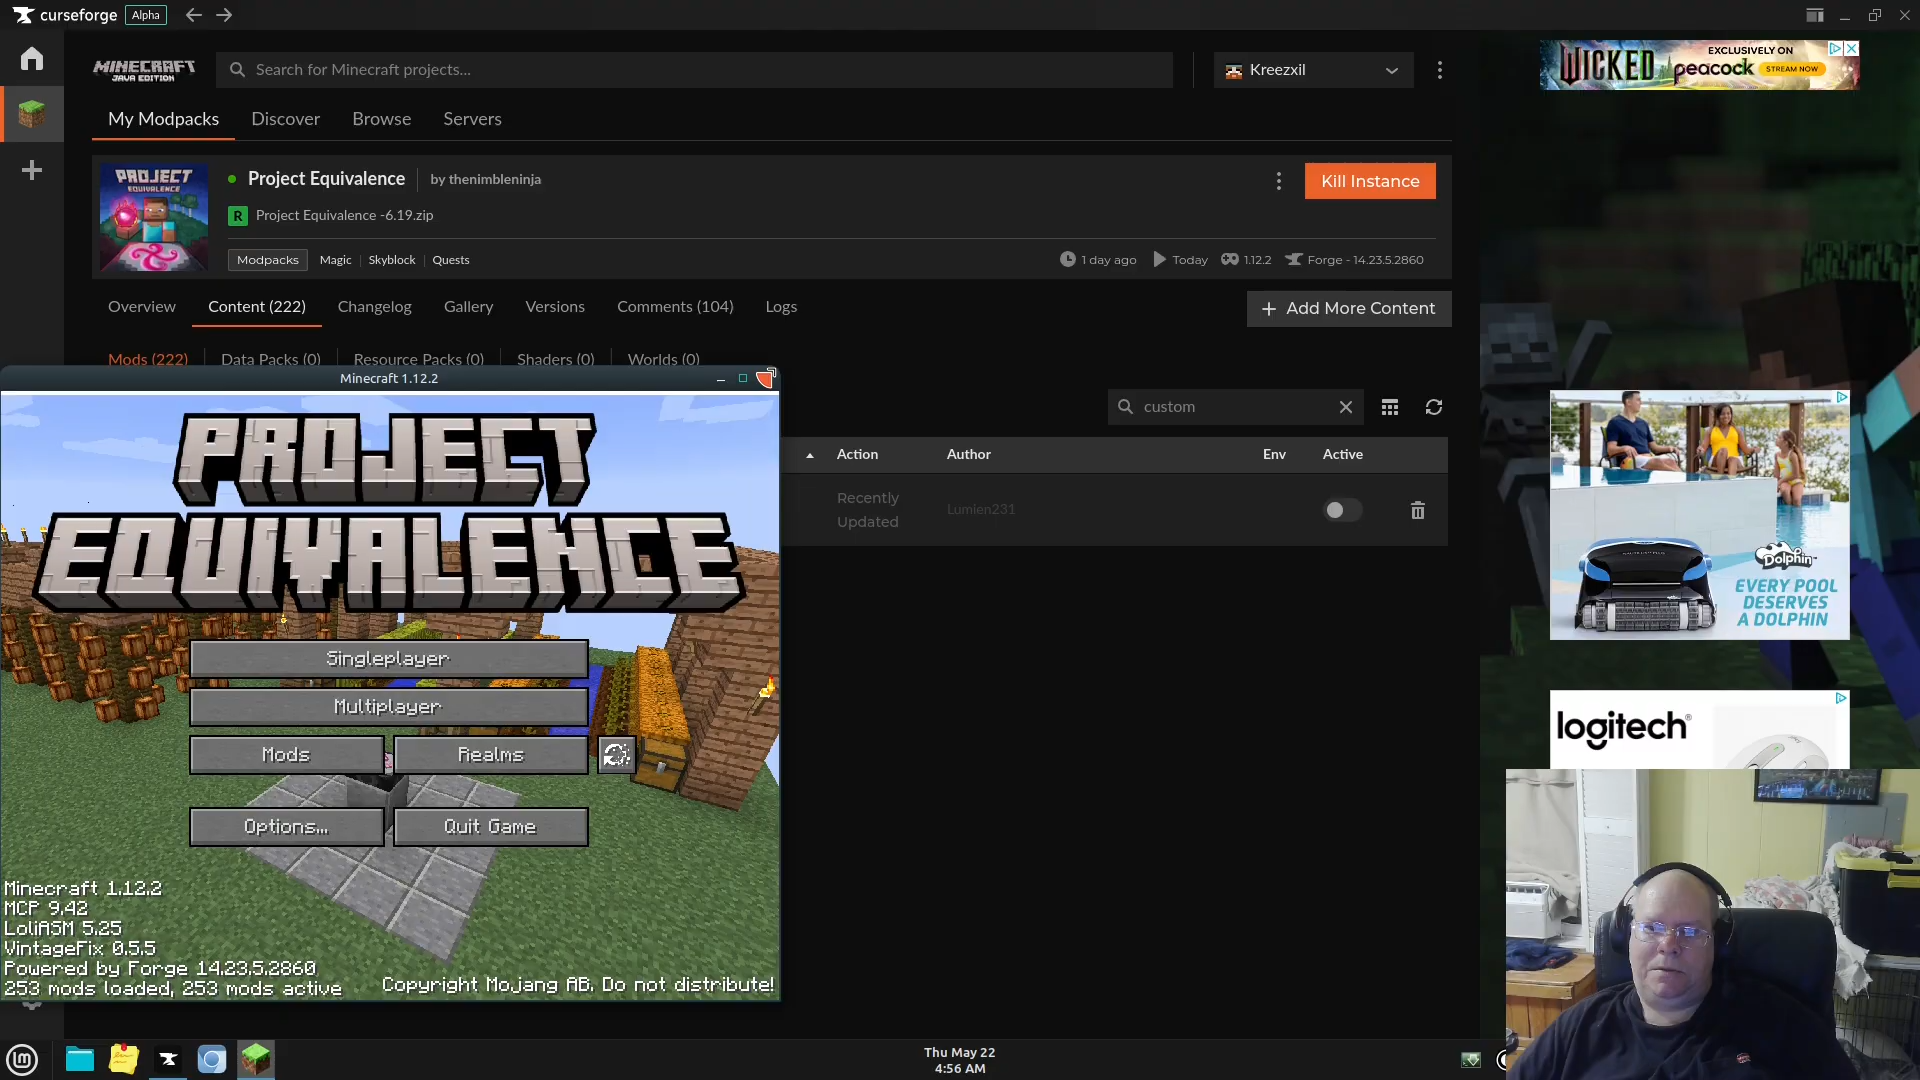 curseforge Alpha
MINECRAFT
JAVA EDITION
Search for Minecraft projects...
Kreezxil
WICKED
EXCLUSIVELY ON
peacock STREAM NOW
My Modpacks Discover Browse Servers
PROJECT
EQUIVALENCE
Project Equivalence by thenimbleninja
Kill Instance
R Project Equivalence -6.19.zip
Modpacks Magic Skyblock Quests
1 day ago Today 1.12.2 Forge - 14.23.5.2860
Overview Content (222) Changelog Gallery Versions Comments (104) Logs
+ Add More Content
Mods (222) Data Packs (0) Resource Packs (0) Shaders (0) Worlds (0)
Minecraft 1.12.2
custom
Action Author Env Active
Recently
Updated
Lumien231
PROJECT
EQUIVALENCE
Singleplayer
Multiplayer
Mods Realms
Options... Quit Game
Minecraft 1.12.2
MCP 9.42
LoliASM 5.25
VintageFix 0.5.5
Powered by Forge 14.23.5.2860
253 mods loaded, 253 mods active
Copyright Mojang AB. Do not distribute!
Dolphin
EVERY POOL
DESERVES
A DOLPHIN
logitech®
Thu May 22
4:56 AM